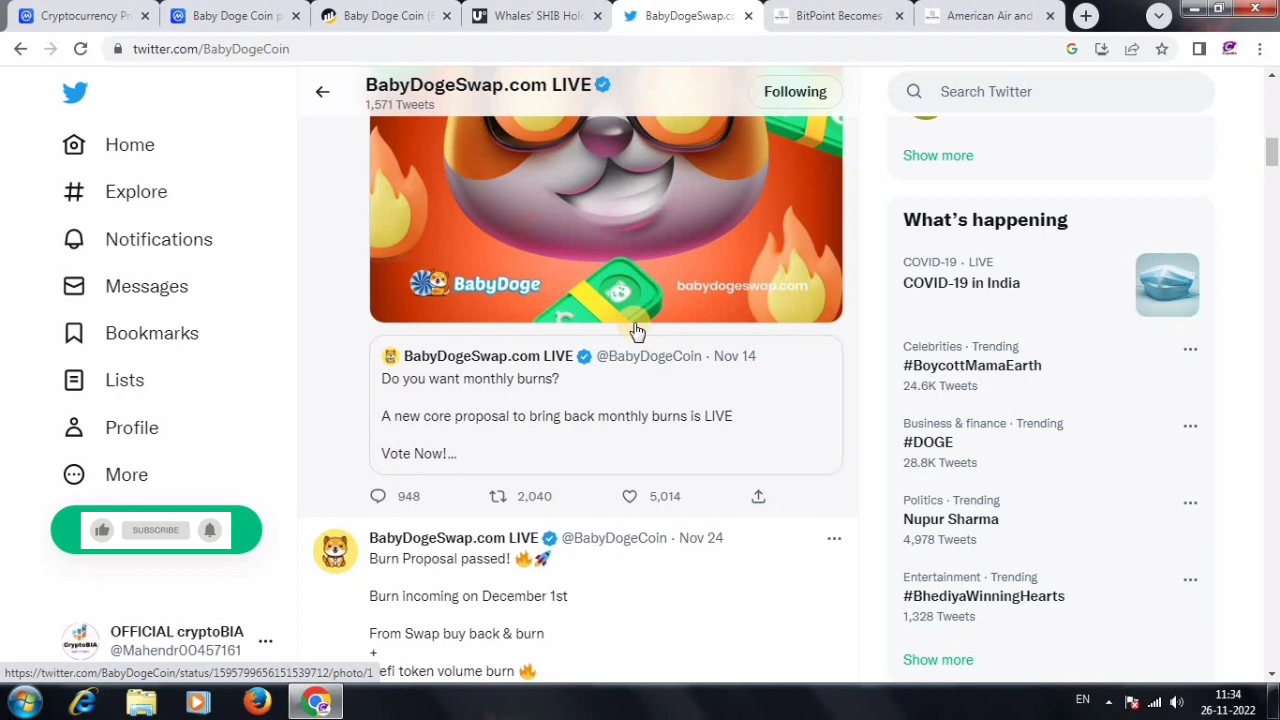 Currency Pr
Baby Doge Coin p
Baby Doge Coin (
Whales' SHIB Hol
BabyDogeSwap.c
BitPoint Becomes
American Air and
twitter.com/BabyDogeCoin
BabyDogeSwap.com LIVE
1,571 Tweets
Following
Search Twitter
Home
Explore
Notifications
Messages
Bookmarks
Lists
Profile
More
SUBSCRIBE
OFFICIAL cryptoBIA
@Mahendr00457161
CryptoBIA
BabyDoge
babydogeswap.com
BabyDogeSwap.com LIVE @BabyDogeCoin · Nov 14
Do you want monthly burns?
A new core proposal to bring back monthly burns is LIVE
Vote Now!...
948
2,040
5,014
BabyDogeSwap.com LIVE @BabyDogeCoin · Nov 24
Burn Proposal passed! 🔥🚀
Burn incoming on December 1st
From Swap buy back & burn
+
efi token volume burn 🔥
Show more
What's happening
COVID-19 · LIVE
COVID-19 in India
Celebrities · Trending
#BoycottMamaEarth
24.6K Tweets
Business & finance · Trending
#DOGE
28.8K Tweets
Politics · Trending
Nupur Sharma
4,978 Tweets
Entertainment · Trending
#BhediyaWinningHearts
1,328 Tweets
Show more
https://twitter.com/BabyDogeCoin/status/1595799656151539712/photo/1
EN
11:34
26-11-2022